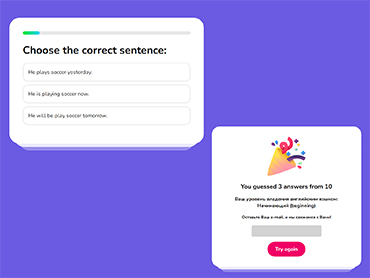 Choose the correct sentence:
He plays soccer yesterday.
He is playing soccer now.
He will be play soccer tomorrow.
You guessed 3 answers from 10
Ваш уровень владения английским языком:
Начинающий (Beginning)
Оставьте Ваш e-mail, и мы свяжемся с Вами!
Try again